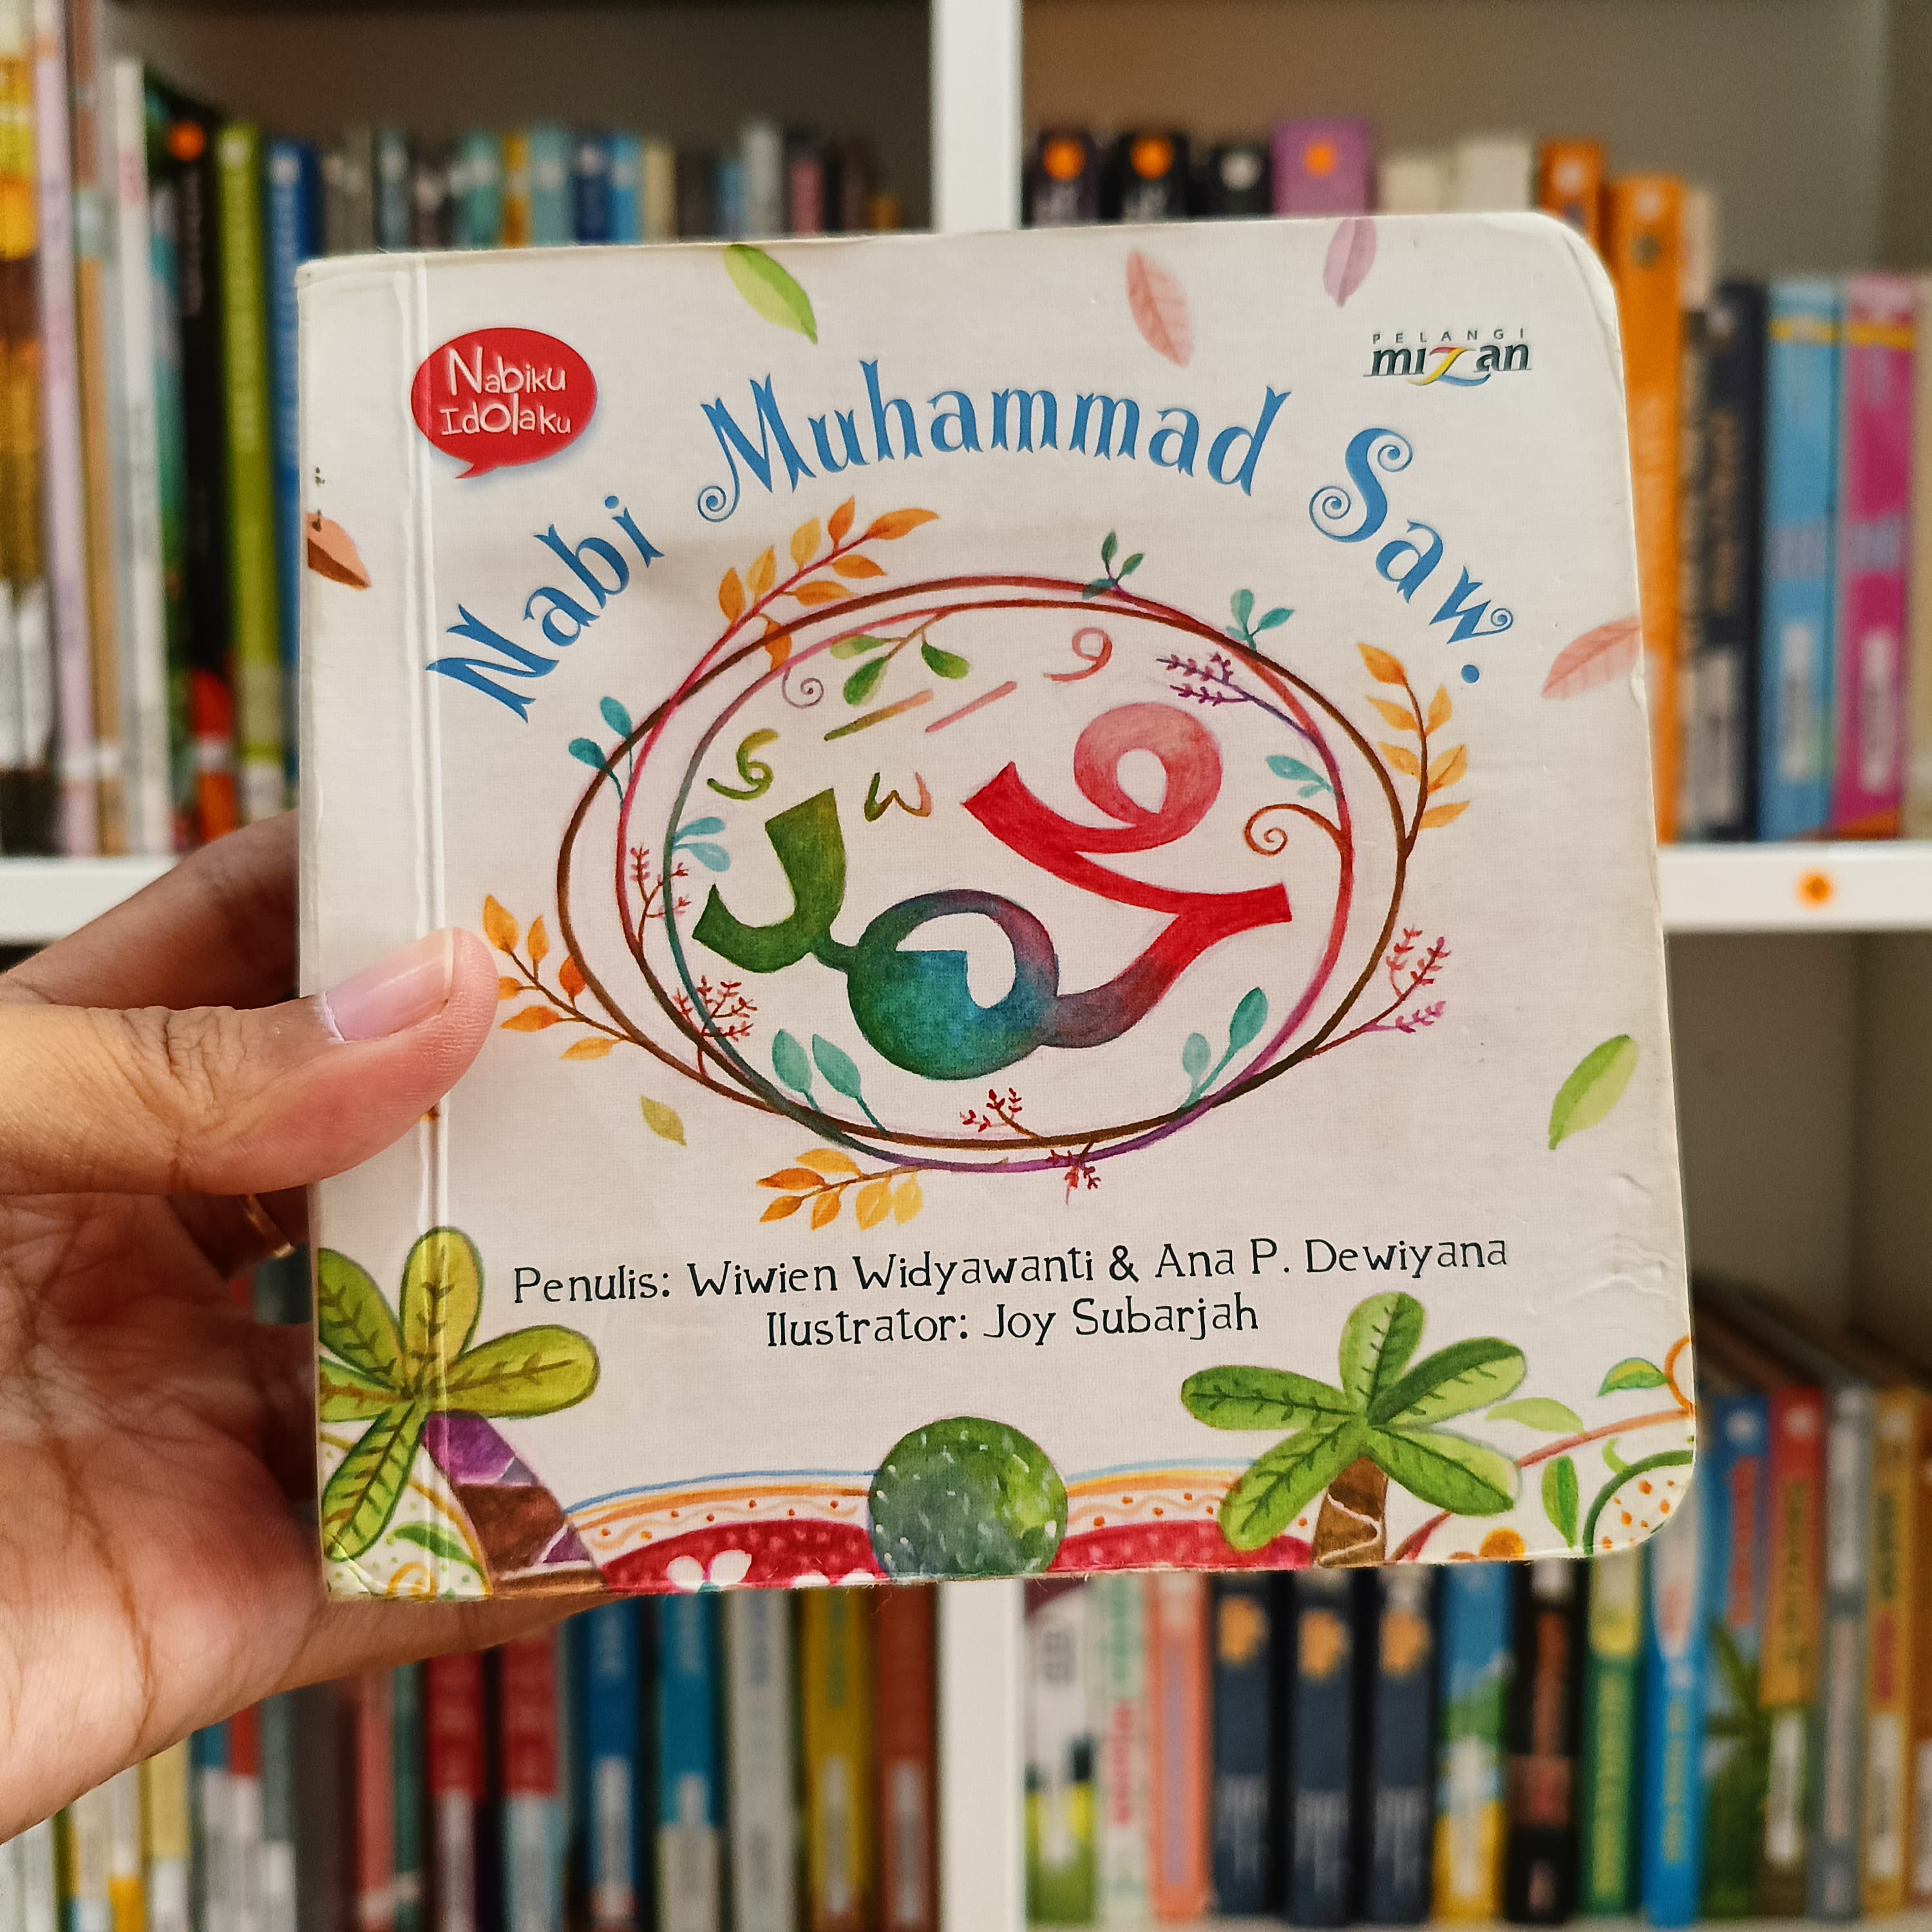 Nabiku
Idolaku
PELANGI
mizan
Nabi Muhammad Saw.
محمد
Penulis: Wiwien Widyawanti & Ana P. Dewiyana
Ilustrator: Joy Subarjah